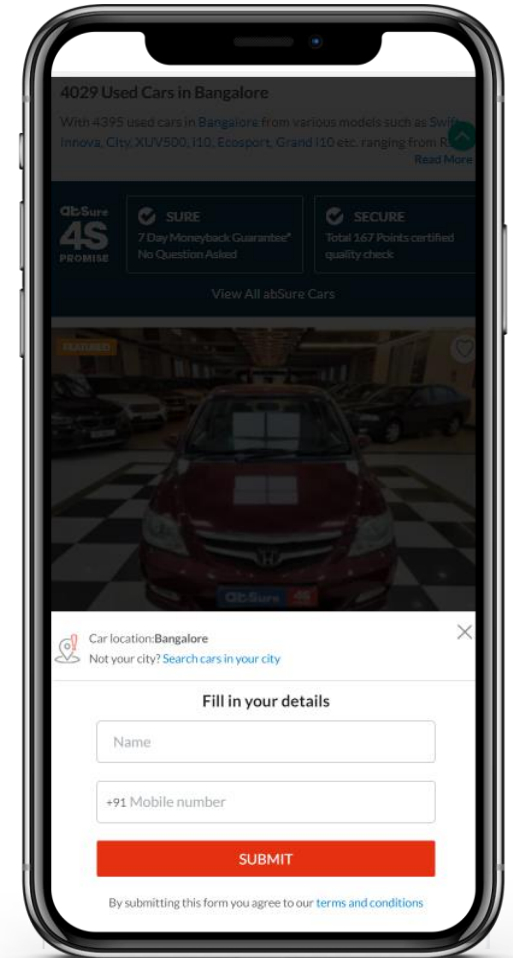 4029 Used Cars in Bangalore
With 4395 used cars in Bangalore from various models such as Swift,
Innova, City, XUV500, i10, Ecosport, Grand i10 etc. ranging from
Read More
abSure
4S
PROMISE
SURE
7 Day Moneyback Guarantee*
No Question Asked
SECURE
Total 167 Points certified
quality check
View All abSure Cars
FEATURED
abSure 4S
Car location:Bangalore
Not your city? Search cars in your city
Fill in your details
Name
+91 Mobile number
SUBMIT
By submitting this form you agree to our terms and conditions